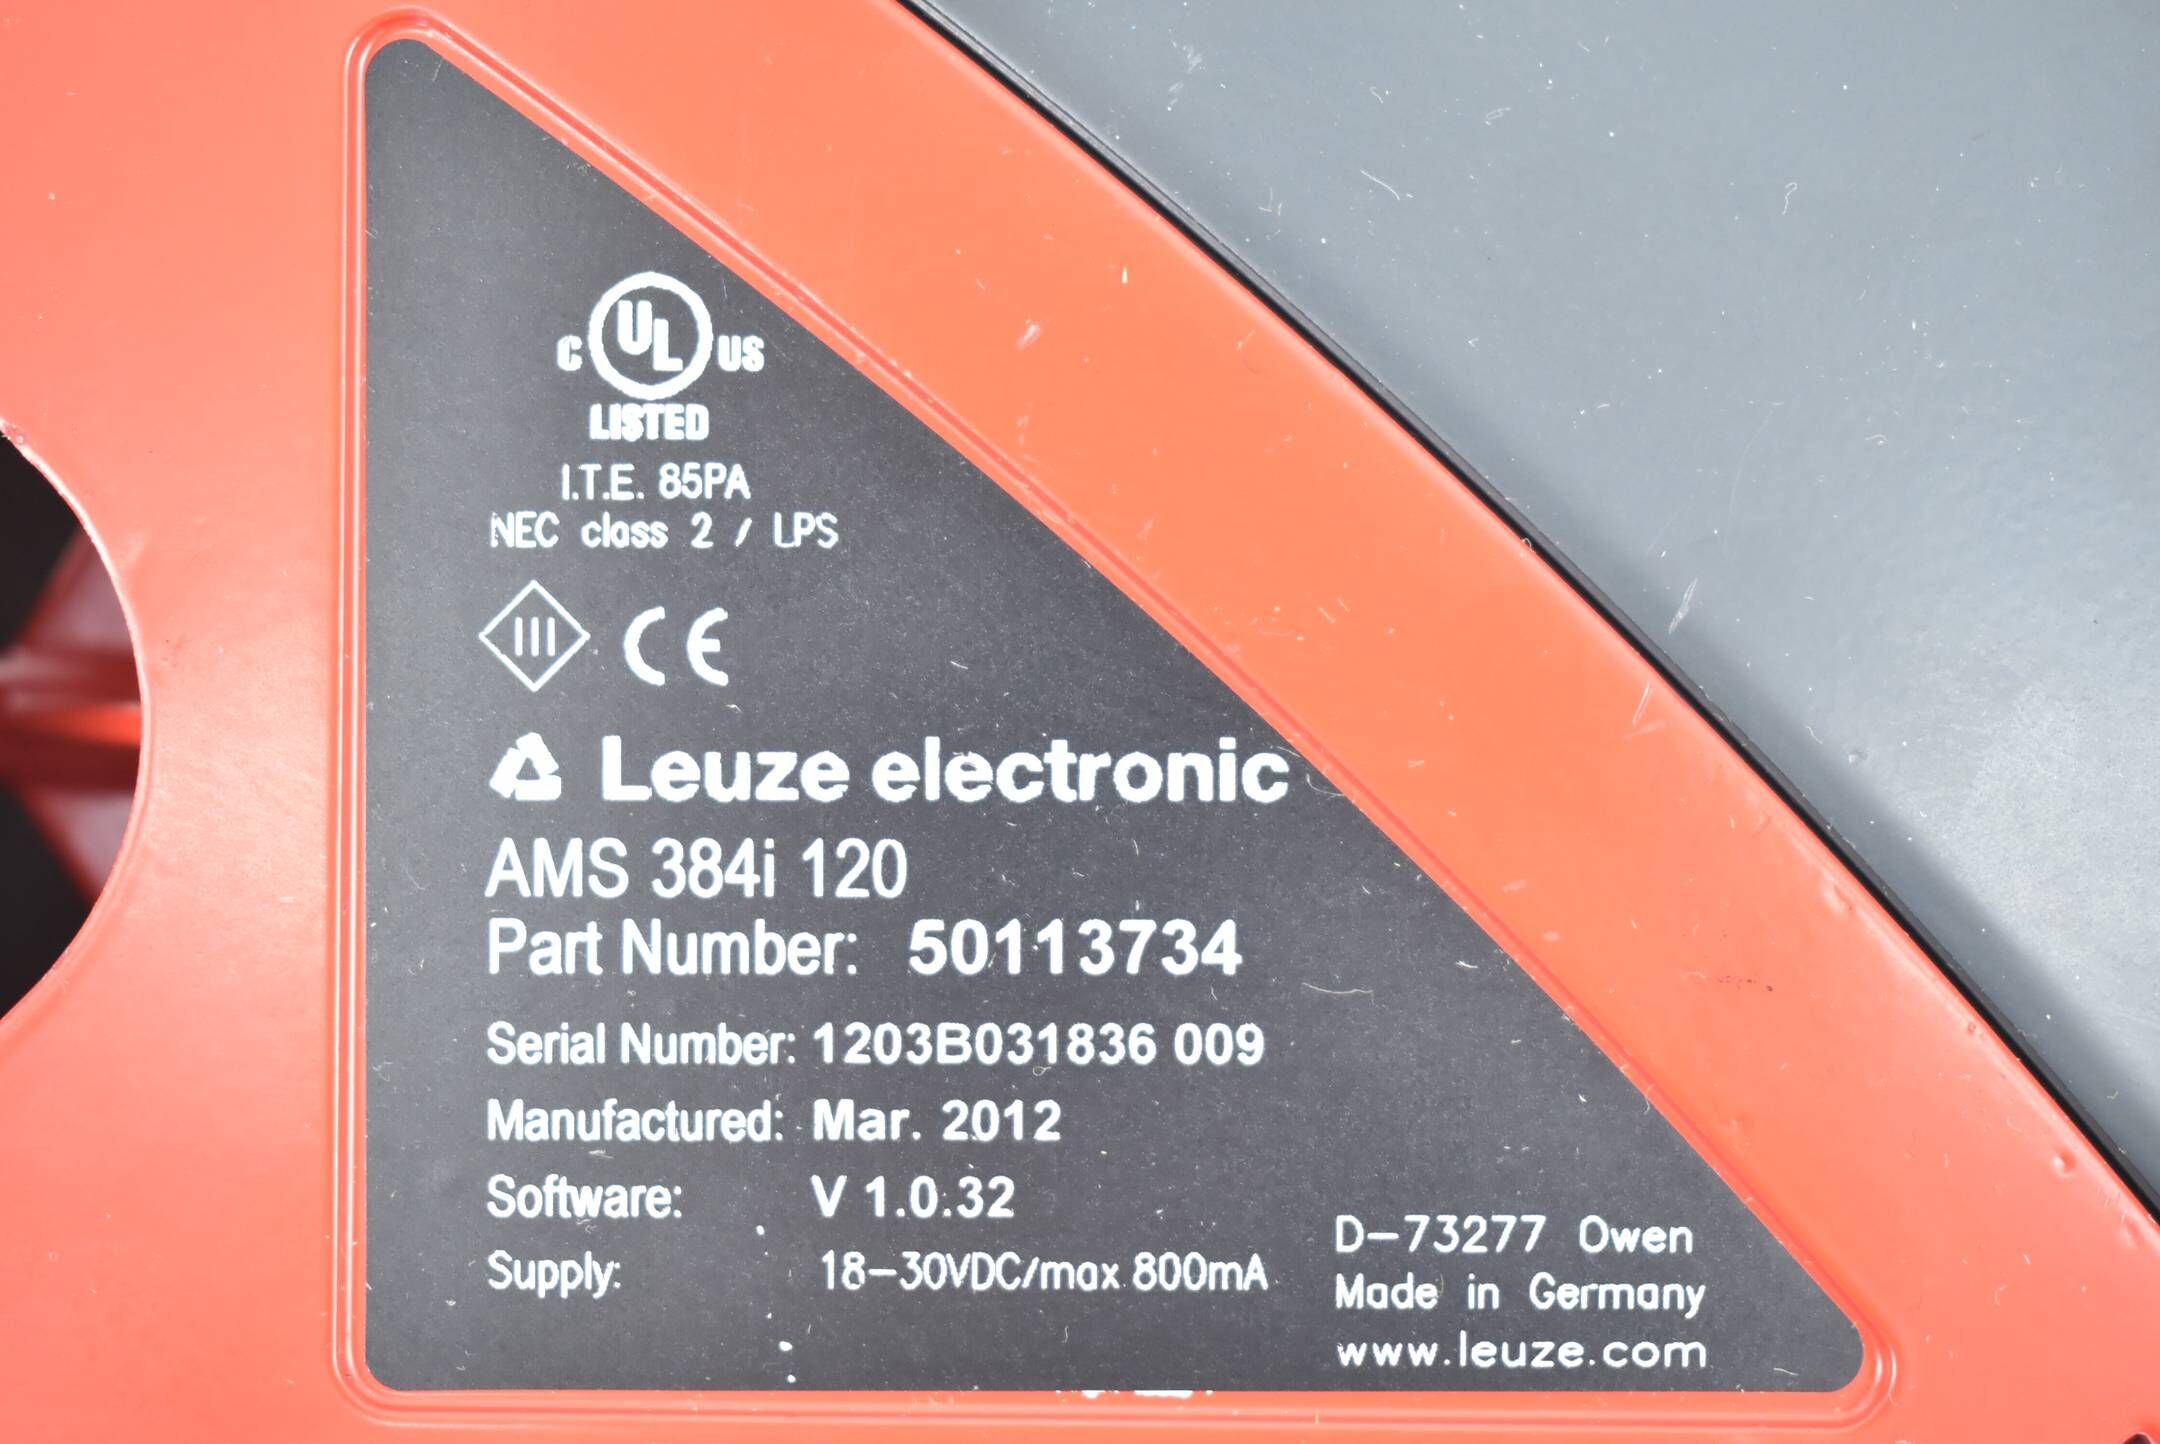 C UL US
LISTED
I.T.E. 85PA
NEC class 2 / LPS
III CE
Leuze electronic
AMS 384i 120
Part Number: 50113734
Serial Number: 1203B031836 009
Manufactured: Mar. 2012
Software: V 1.0.32
Supply: 18-30VDC/max 800mA
D-73277 Owen
Made in Germany
www.leuze.com